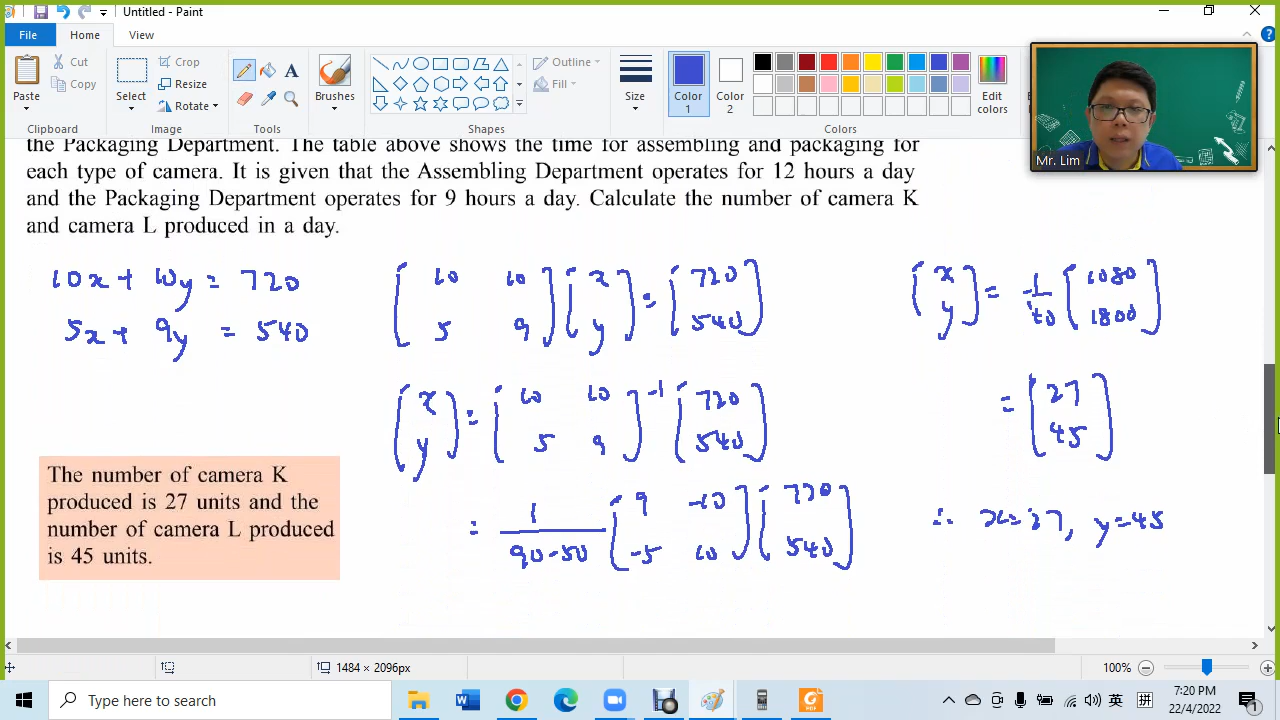 Untitled - Paint
File Home View
Paste
Cut
Copy
Clipboard
Select
Crop
Resize
Rotate
Image
A
Tools
Brushes
Outline
Fill
Shapes
Size
Color 1
Color 2
Edit colors
Colors
Mr. Lim
the Packaging Department. The table above shows the time for assembling and packaging for
each type of camera. It is given that the Assembling Department operates for 12 hours a day
and the Packaging Department operates for 9 hours a day. Calculate the number of camera K
and camera L produced in a day.
10x + 10y = 720
5x + 9y = 540
[10 10
5 9] [x
y] = [720
540]
[x
y] = [10 10
5 9]-1 [720
540]
= 1
90-50 [9 -10
-5 10] [720
540]
[x
y] = 1
40 [1080
1800]
= [27
45]
∴ x = 27, y = 45
The number of camera K
produced is 27 units and the
number of camera L produced
is 45 units.
1484 × 2096px
100%
Type here to search
英
拼
7:20 PM
22/4/2022
1